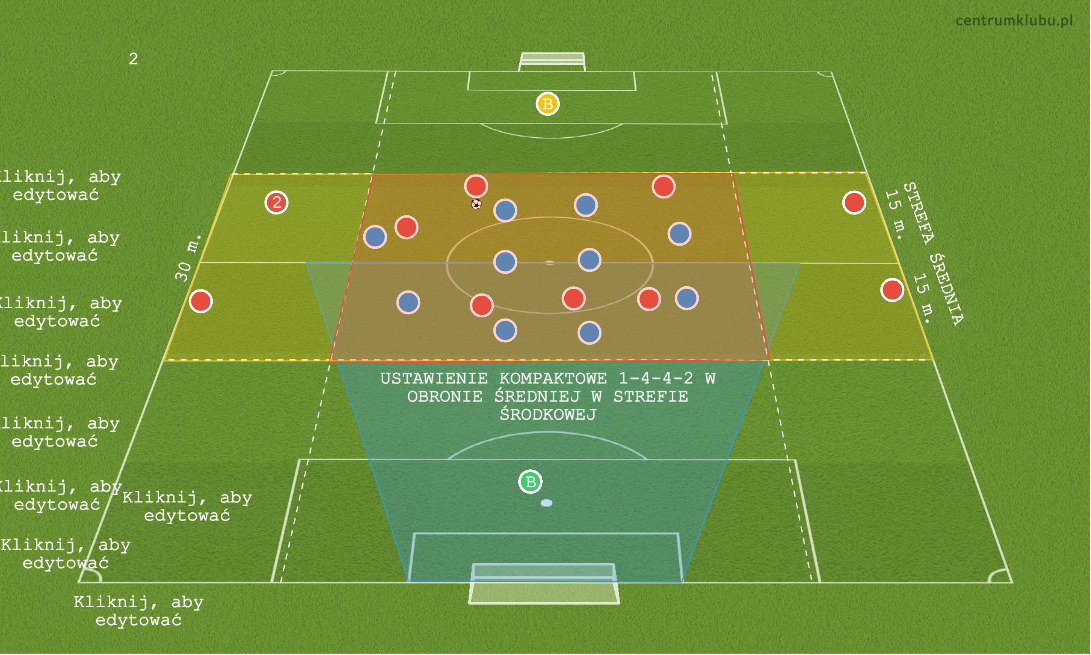 centrumklubu.pl
2
B
Kliknij, aby
edytować
2
STREFA ŚREDNIA
15 m.
Kliknij, aby
edytować
30 m.
15 m.
Kliknij, aby
edytować
Kliknij, aby
edytować
USTAWIENIE KOMPAKTOWE 1-4-4-2 W
OBRONIE ŚREDNIEJ W STREFIE
ŚRODKOWEJ
Kliknij, aby
edytować
B
Kliknij, aby
edytować
Kliknij, aby
edytować
Kliknij, aby
edytować
Kliknij, aby
edytować